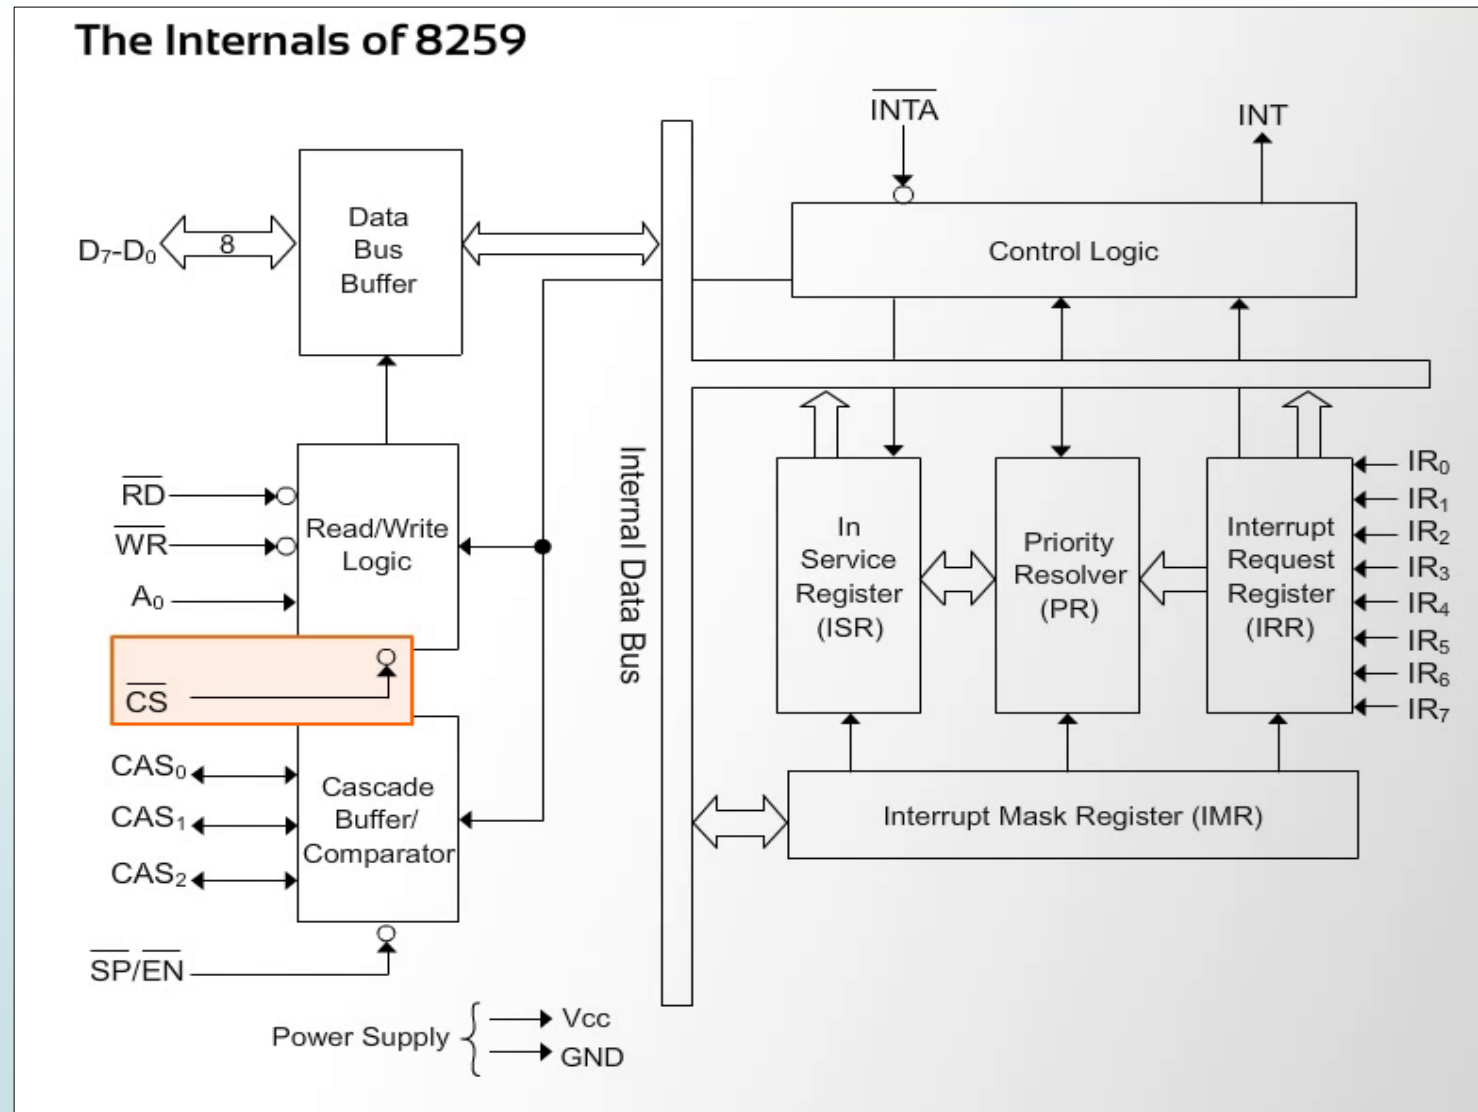 The Internals of 8259
INTA
INT
Data
Bus
Buffer
D₇-D₀
8
Control Logic
Internal Data Bus
RD
WR
A₀
Read/Write
Logic
CS
In
Service
Register
(ISR)
Priority
Resolver
(PR)
Interrupt
Request
Register
(IRR)
IR₀
IR₁
IR₂
IR₃
IR₄
IR₅
IR₆
IR₇
CAS₀
CAS₁
CAS₂
Cascade
Buffer/
Comparator
Interrupt Mask Register (IMR)
SP/EN
Power Supply
Vcc
GND